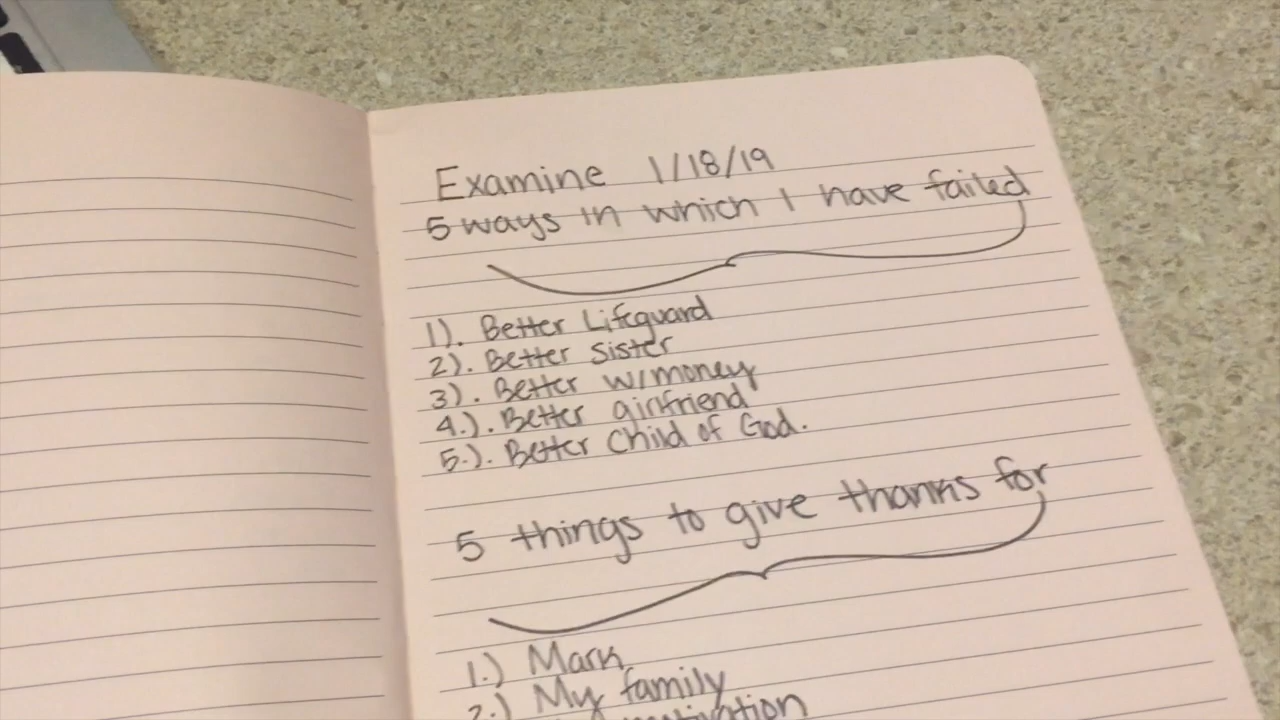 Examine 1/18/19
5 ways in which I have failed
1). Better Lifeguard
2). Better Sister
3). Better w/money
4.). Better girlfriend
5.). Better Child of God.
5 things to give thanks for
1.) Mark
2.) My family